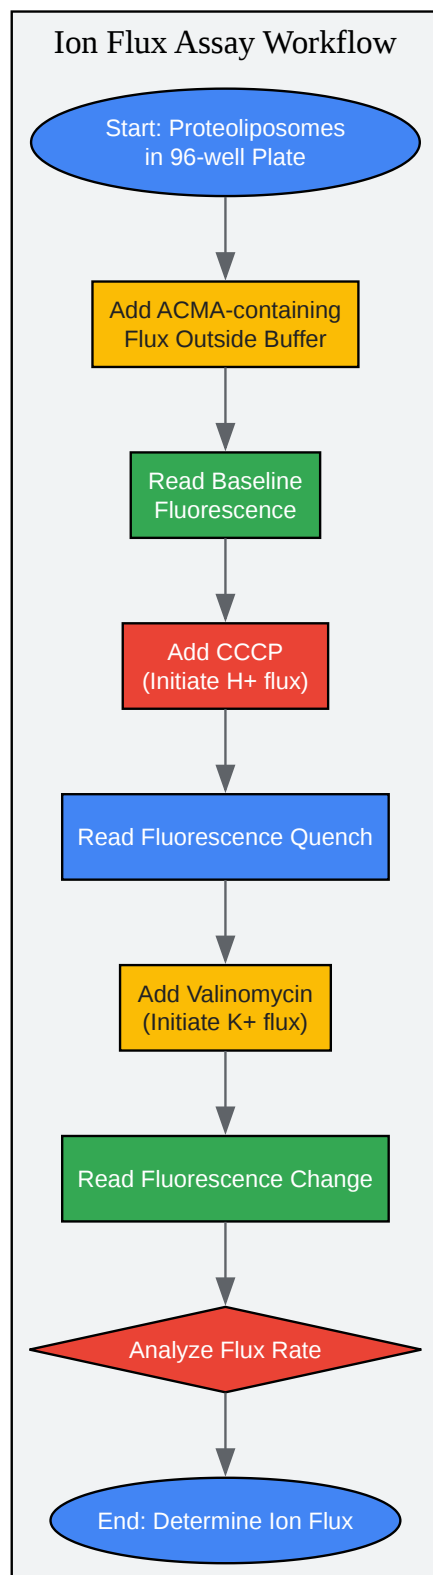 Ion Flux Assay Workflow
Start: Proteoliposomes
in 96-well Plate
Add ACMA-containing
Flux Outside Buffer
Read Baseline
Fluorescence
Add CCCP
(Initiate H+ flux)
Read Fluorescence Quench
Add Valinomycin
(Initiate K+ flux)
Read Fluorescence Change
Analyze Flux Rate
End: Determine Ion Flux